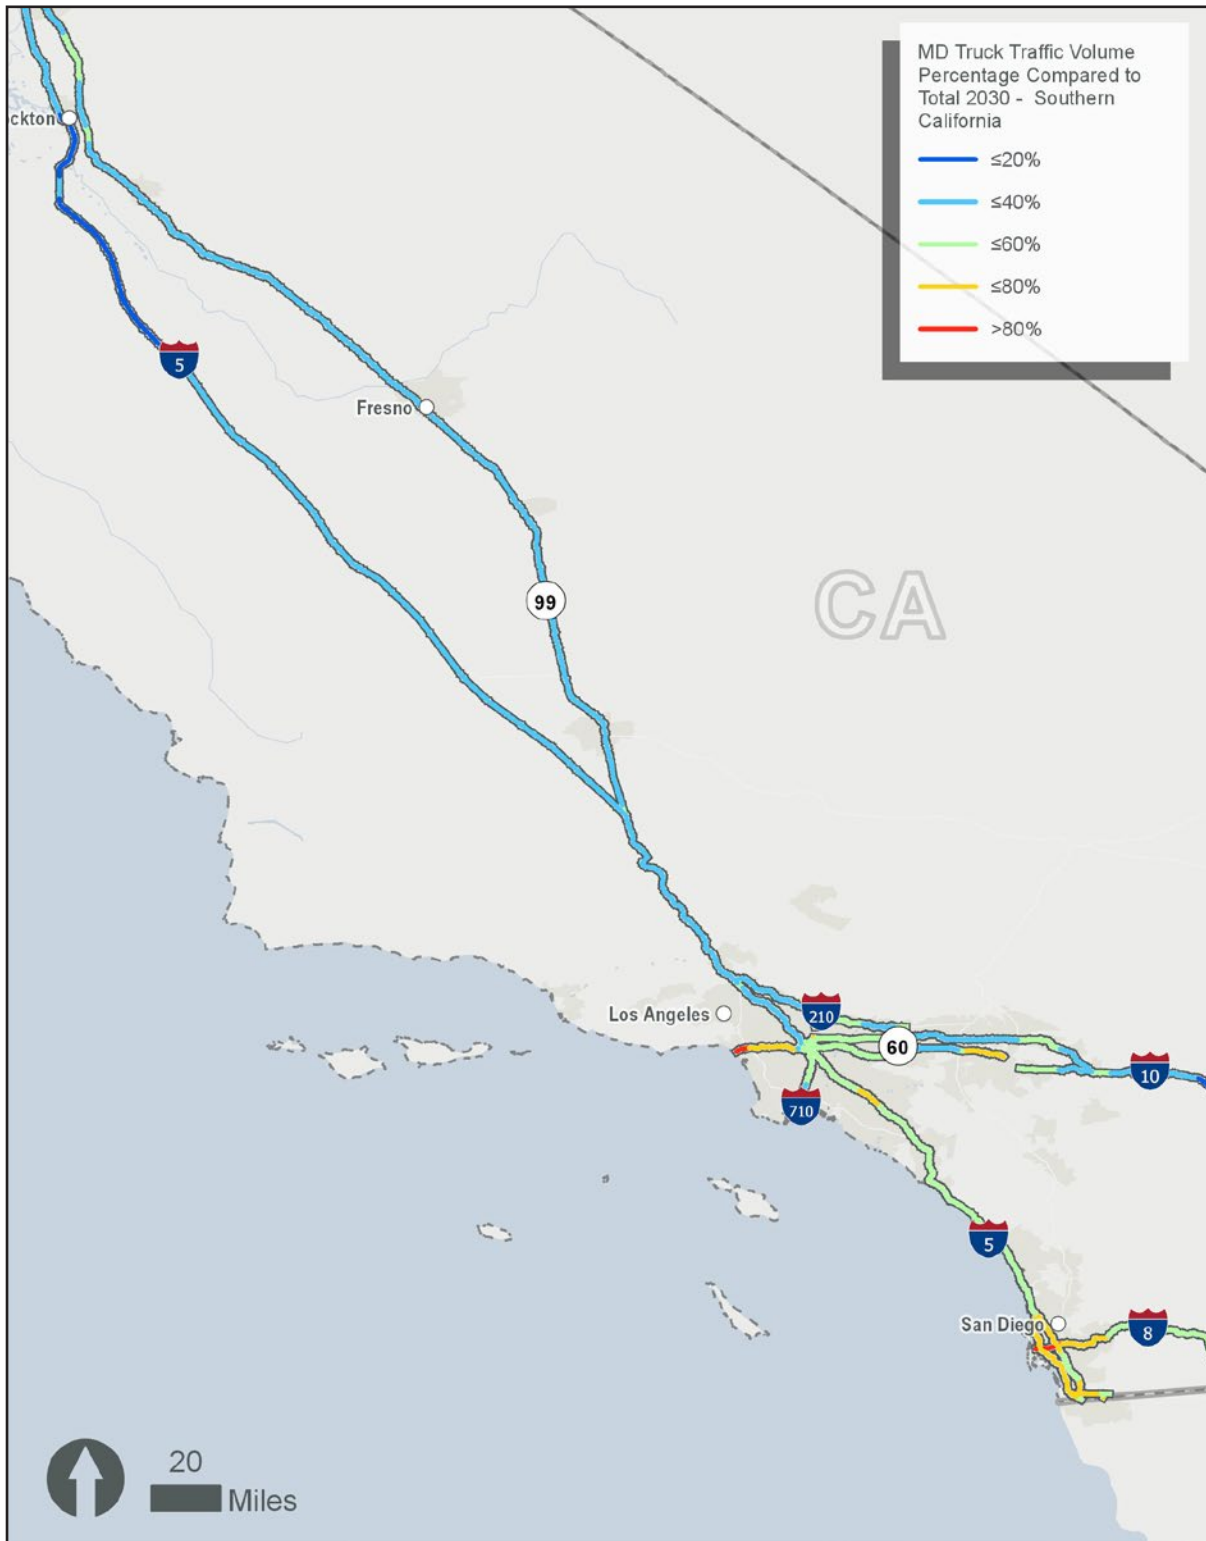 MD Truck Traffic Volume
Percentage Compared to
Total 2030 - Southern
California
≤20%
≤40%
≤60%
≤80%
>80%
ockton
5
Fresno
99
CA
Los Angeles
210
60
10
710
5
San Diego
8
20
Miles